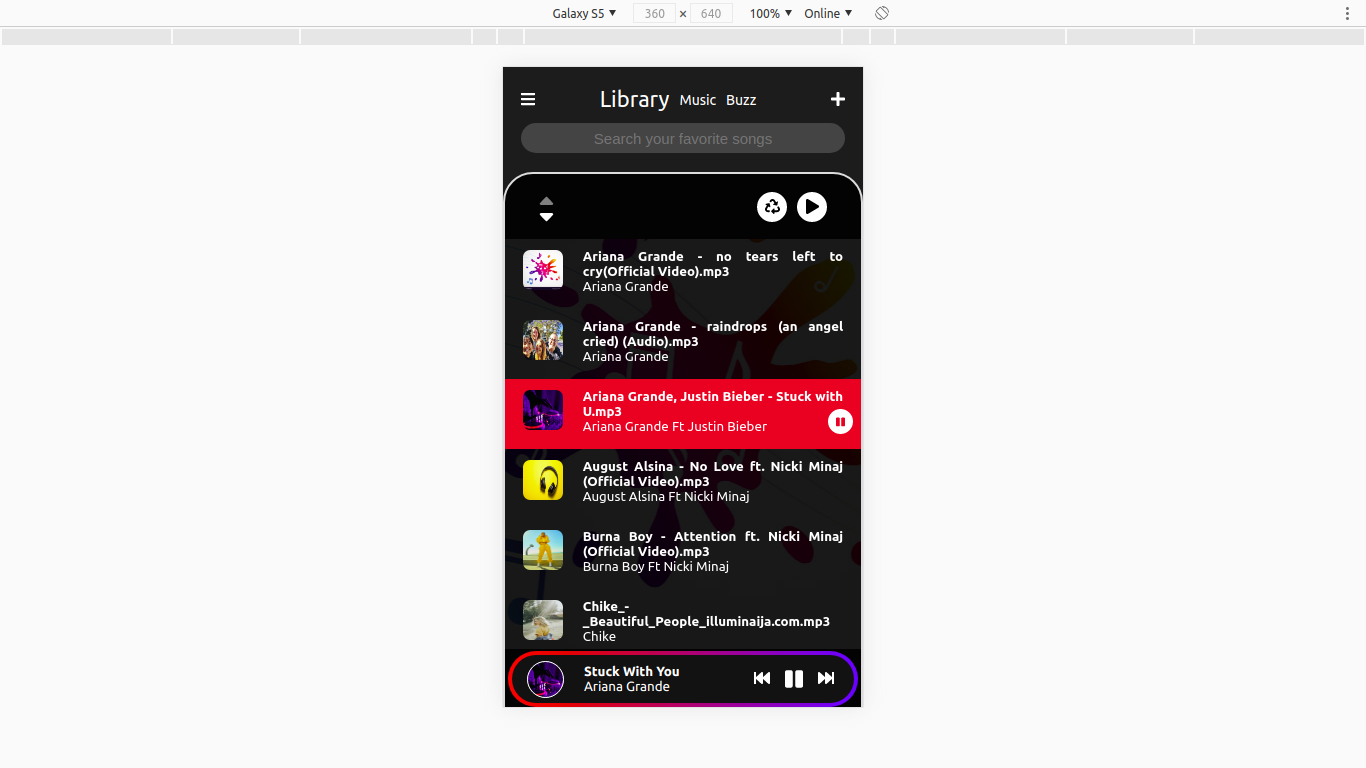 Galaxy S5 360 × 640 100% Online
Library Music Buzz
Search your favorite songs
Ariana Grande - no tears left to
cry(Official Video).mp3
Ariana Grande
Ariana Grande - raindrops (an angel
cried) (Audio).mp3
Ariana Grande
Ariana Grande, Justin Bieber - Stuck with
U.mp3
Ariana Grande Ft Justin Bieber
August Alsina - No Love ft. Nicki Minaj
(Official Video).mp3
August Alsina Ft Nicki Minaj
Burna Boy - Attention ft. Nicki Minaj
(Official Video).mp3
Burna Boy Ft Nicki Minaj
Chike_-
_Beautiful_People_illuminaija.com.mp3
Chike
Stuck With You
Ariana Grande